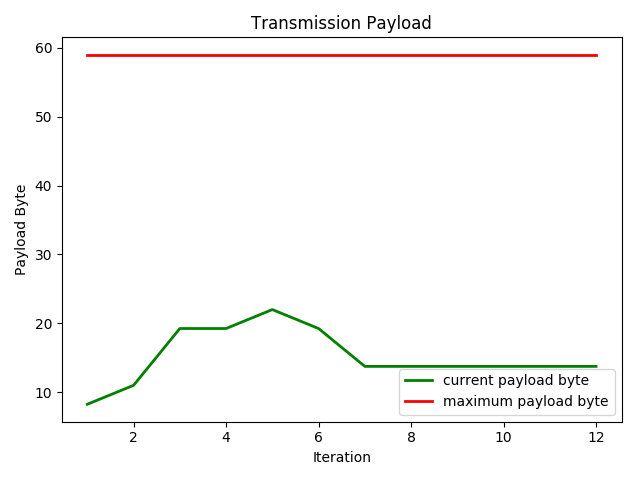 Transmission Payload
60
50
40
30
20
10
Payload Byte
2
4
6
8
10
12
Iteration
current payload byte
maximum payload byte